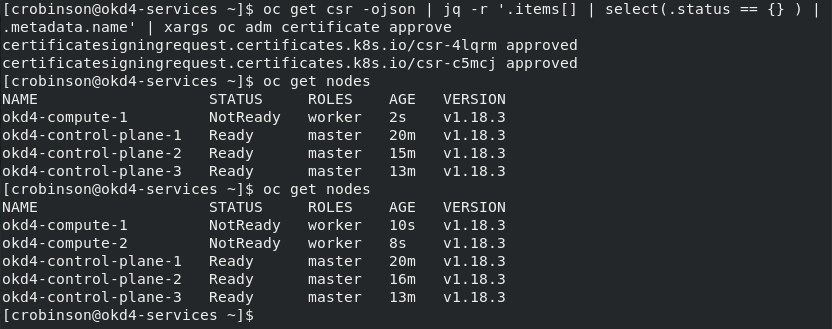 [crobinson@okd4-services ~]$ oc get csr -ojson | jq -r '.items[] | select(.status == {} ) |
.metadata.name' | xargs oc adm certificate approve
certificatesigningrequest.certificates.k8s.io/csr-4lqrm approved
certificatesigningrequest.certificates.k8s.io/csr-c5mcj approved
[crobinson@okd4-services ~]$ oc get nodes
NAME                   STATUS     ROLES    AGE   VERSION
okd4-compute-1         NotReady   worker   2s    v1.18.3
okd4-control-plane-1   Ready      master   20m   v1.18.3
okd4-control-plane-2   Ready      master   15m   v1.18.3
okd4-control-plane-3   Ready      master   13m   v1.18.3
[crobinson@okd4-services ~]$ oc get nodes
NAME                   STATUS     ROLES    AGE   VERSION
okd4-compute-1         NotReady   worker   10s   v1.18.3
okd4-compute-2         NotReady   worker   8s    v1.18.3
okd4-control-plane-1   Ready      master   20m   v1.18.3
okd4-control-plane-2   Ready      master   16m   v1.18.3
okd4-control-plane-3   Ready      master   13m   v1.18.3
[crobinson@okd4-services ~]$